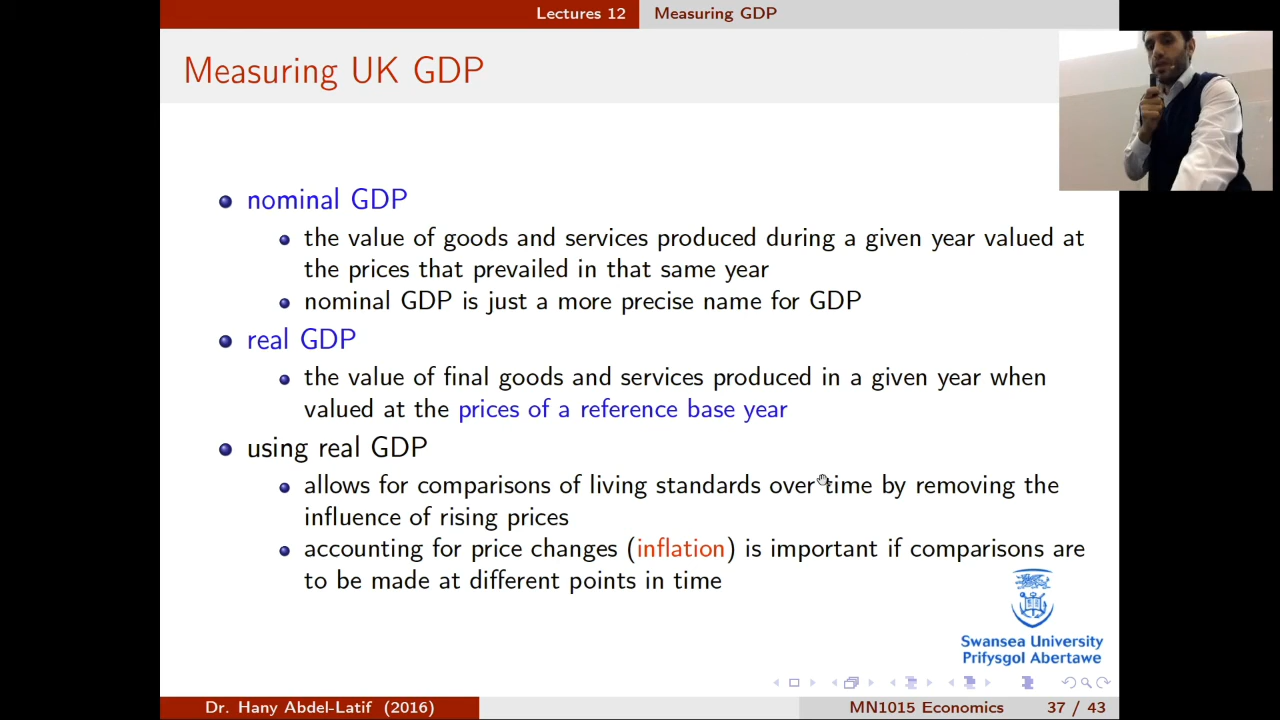 Lectures 12 Measuring GDP
Measuring UK GDP
nominal GDP
the value of goods and services produced during a given year valued at
the prices that prevailed in that same year
nominal GDP is just a more precise name for GDP
real GDP
the value of final goods and services produced in a given year when
valued at the prices of a reference base year
using real GDP
allows for comparisons of living standards over time by removing the
influence of rising prices
accounting for price changes (inflation) is important if comparisons are
to be made at different points in time
Swansea University
Prifysgol Abertawe
Dr. Hany Abdel-Latif (2016) MN1015 Economics 37 / 43